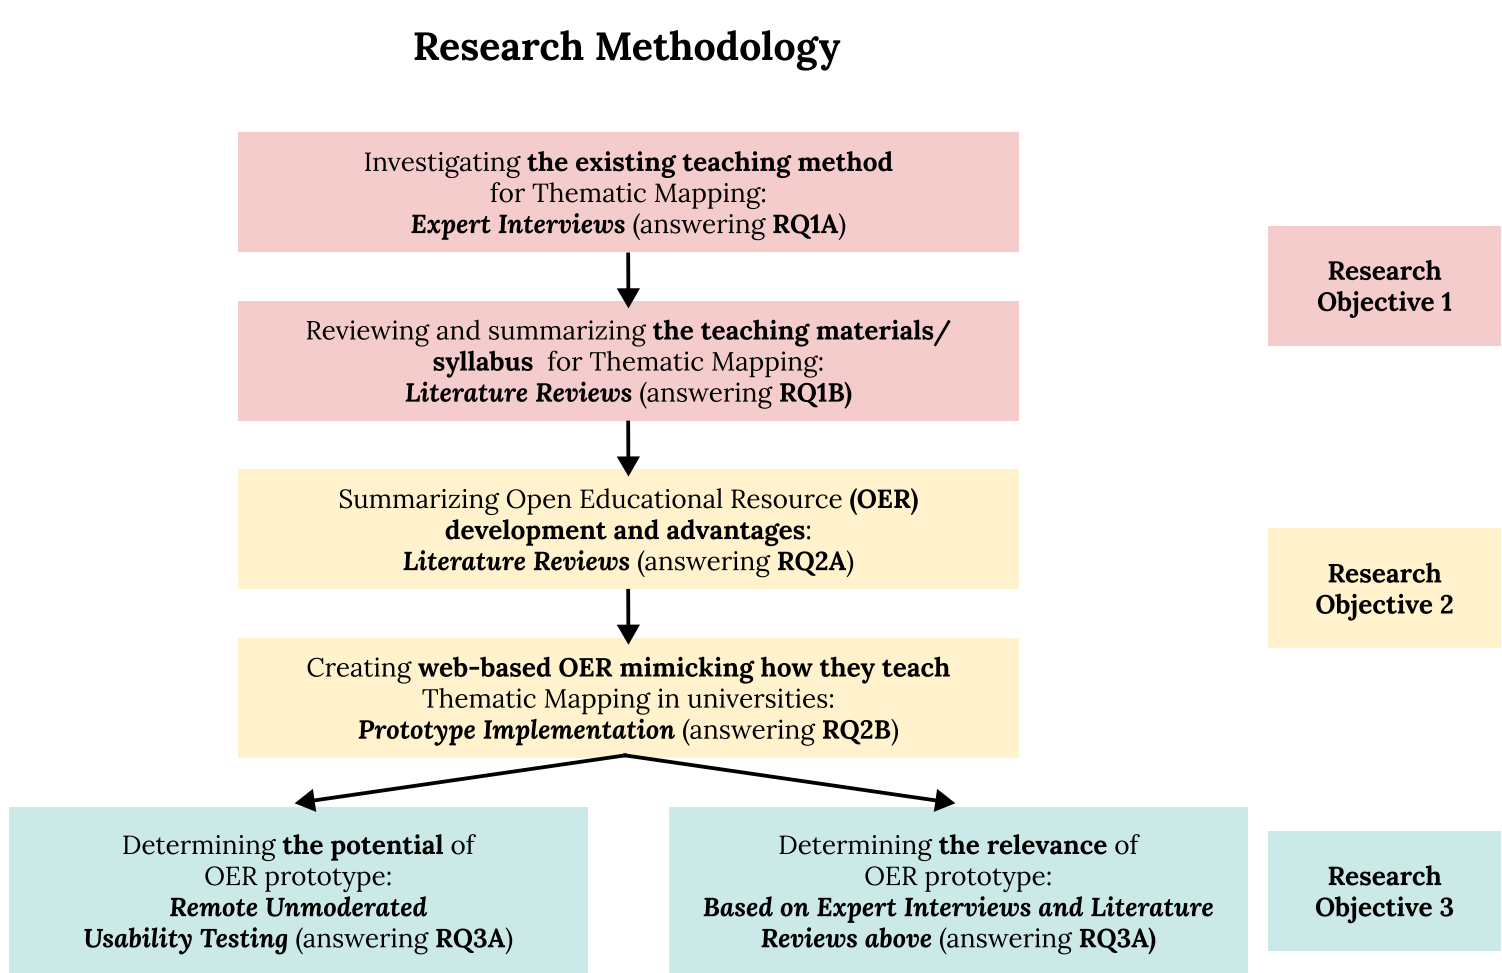 Research Methodology
Investigating the existing teaching method
for Thematic Mapping:
Expert Interviews (answering RQ1A)
Reviewing and summarizing the teaching materials/
syllabus for Thematic Mapping:
Literature Reviews (answering RQ1B)
Summarizing Open Educational Resource (OER)
development and advantages:
Literature Reviews (answering RQ2A)
Creating web-based OER mimicking how they teach
Thematic Mapping in universities:
Prototype Implementation (answering RQ2B)
Determining the potential of
OER prototype:
Remote Unmoderated
Usability Testing (answering RQ3A)
Determining the relevance of
OER prototype:
Based on Expert Interviews and Literature
Reviews above (answering RQ3A)
Research
Objective 1
Research
Objective 2
Research
Objective 3